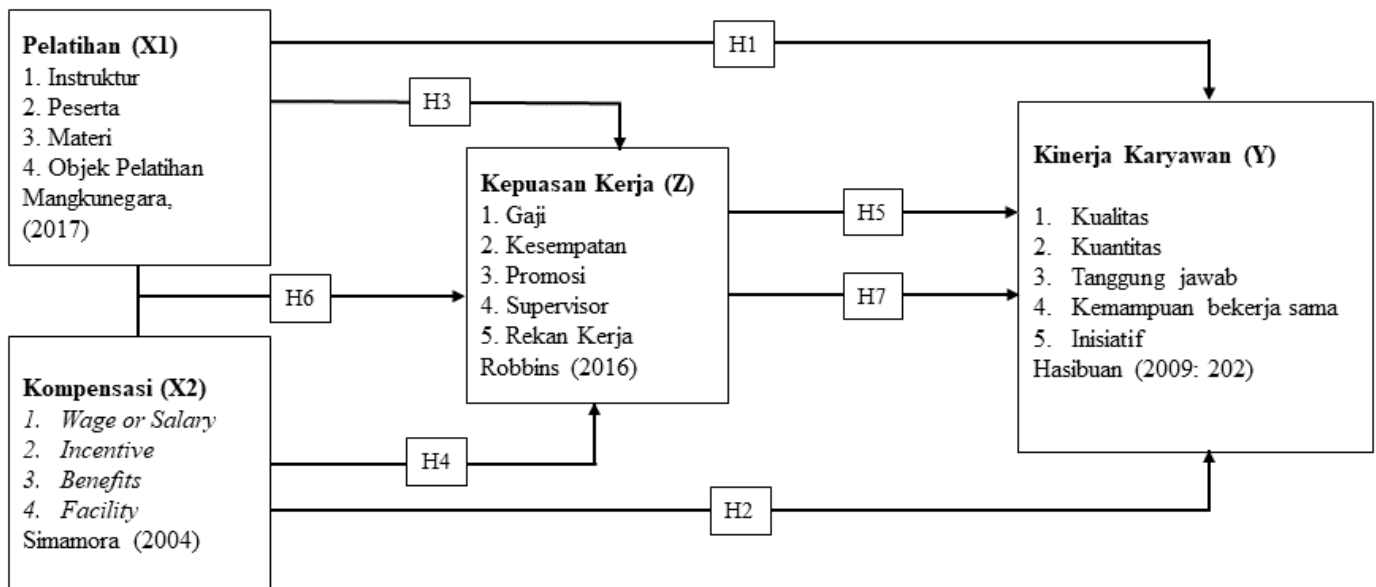 Pelatihan (X1)
1. Instruktur
2. Peserta
3. Materi
4. Objek Pelatihan
Mangkunegara,
(2017)
H1
H3
Kepuasan Kerja (Z)
1. Gaji
2. Kesempatan
3. Promosi
4. Supervisor
5. Rekan Kerja
Robbins (2016)
H5
H7
Kinerja Karyawan (Y)
1. Kualitas
2. Kuantitas
3. Tanggung jawab
4. Kemampuan bekerja sama
5. Inisiatif
Hasibuan (2009: 202)
H6
Kompensasi (X2)
1. Wage or Salary
2. Incentive
3. Benefits
4. Facility
Simamora (2004)
H4
H2